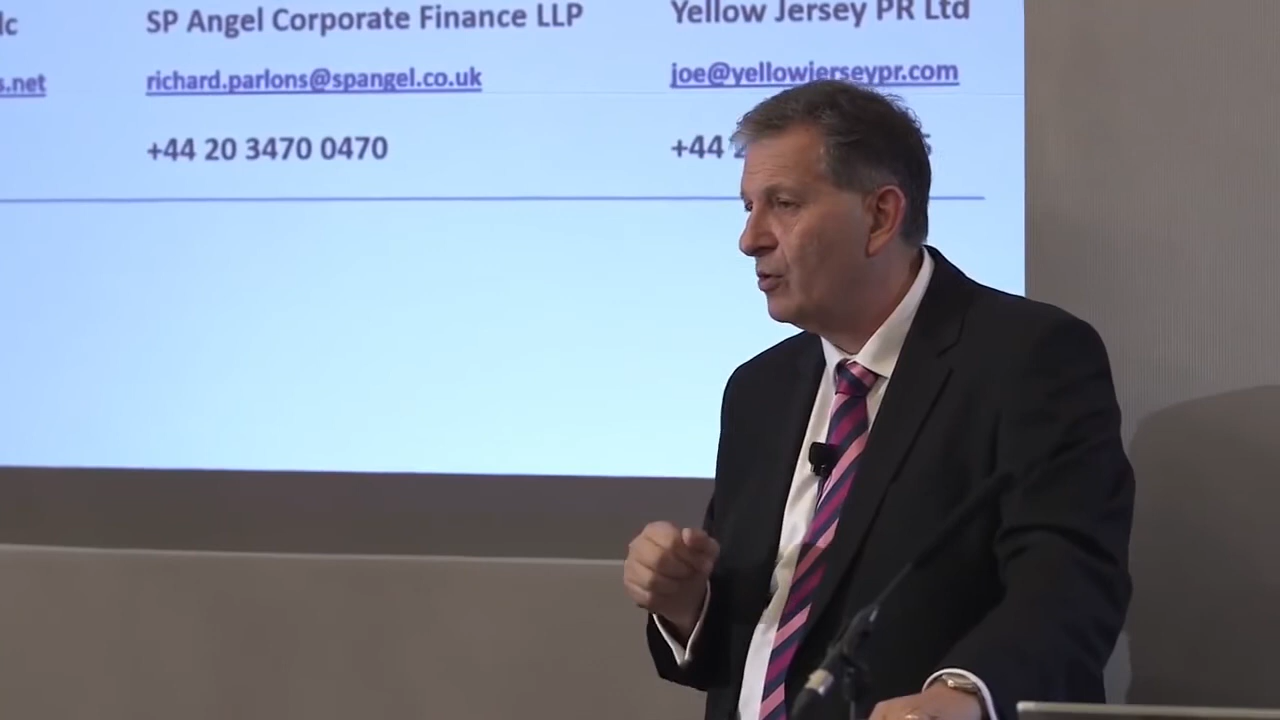 lc SP Angel Corporate Finance LLP Yellow Jersey PR Ltd
s.net richard.parlons@spangel.co.uk joe@yellowjerseypr.com
+44 20 3470 0470 +44 2